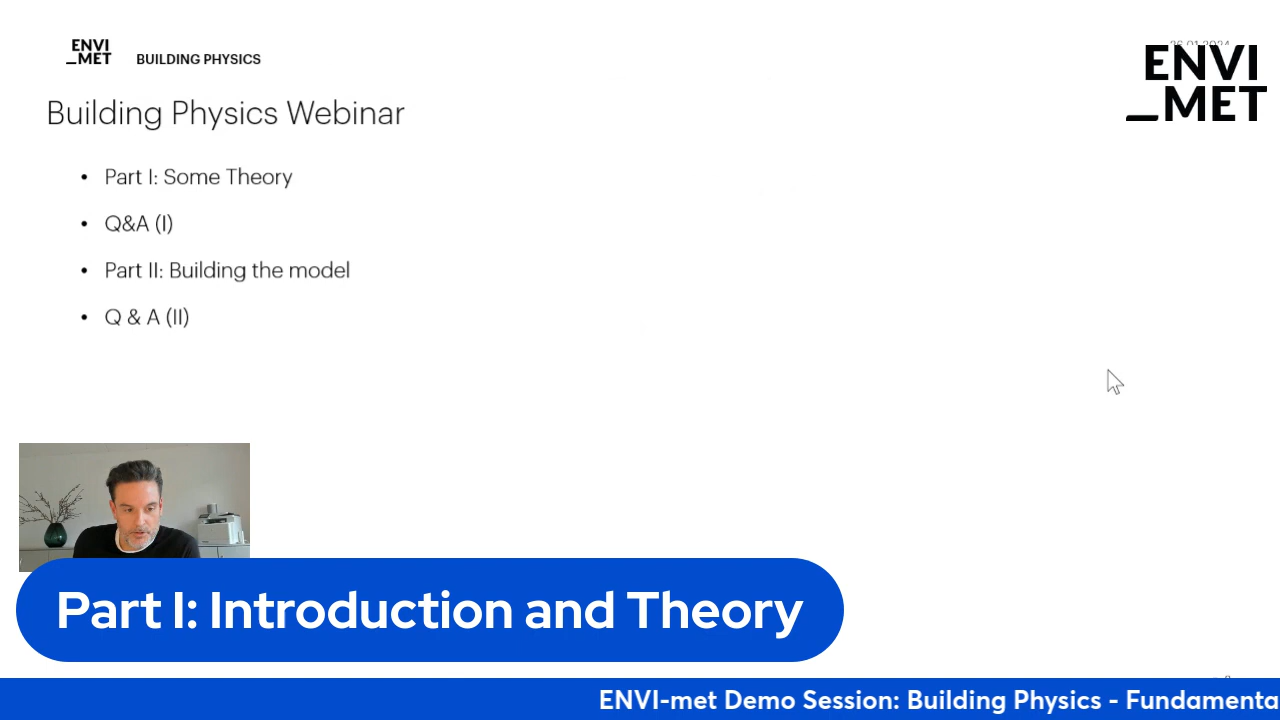 ENVI
_MET
BUILDING PHYSICS
ENVI
_MET
Building Physics Webinar
• Part I: Some Theory
• Q&A (I)
• Part II: Building the model
• Q & A (II)
Part I: Introduction and Theory
ENVI-met Demo Session: Building Physics - Fundamenta